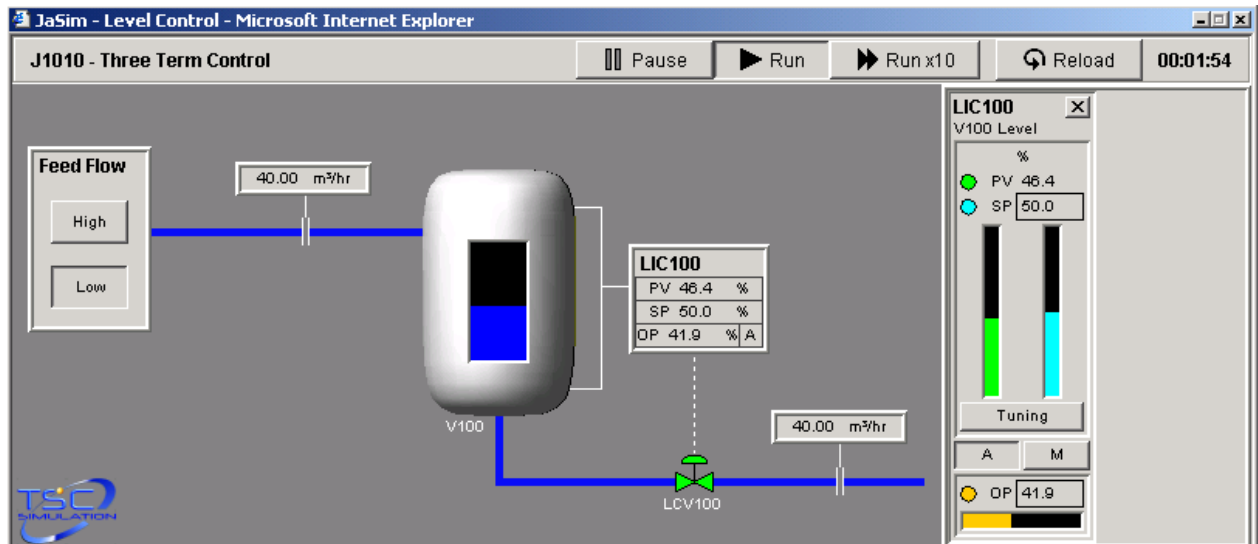 JaSim - Level Control - Microsoft Internet Explorer
J1010 - Three Term Control
Pause
Run
Run x10
Reload
00:01:54
Feed Flow
High
Low
40.00 m³/hr
V100
LIC100
PV 46.4 %
SP 50.0 %
OP 41.9 % A
40.00 m³/hr
LCV100
TSC
SIMULATION
LIC100
V100 Level
%
PV 46.4
SP 50.0
Tuning
A M
OP 41.9